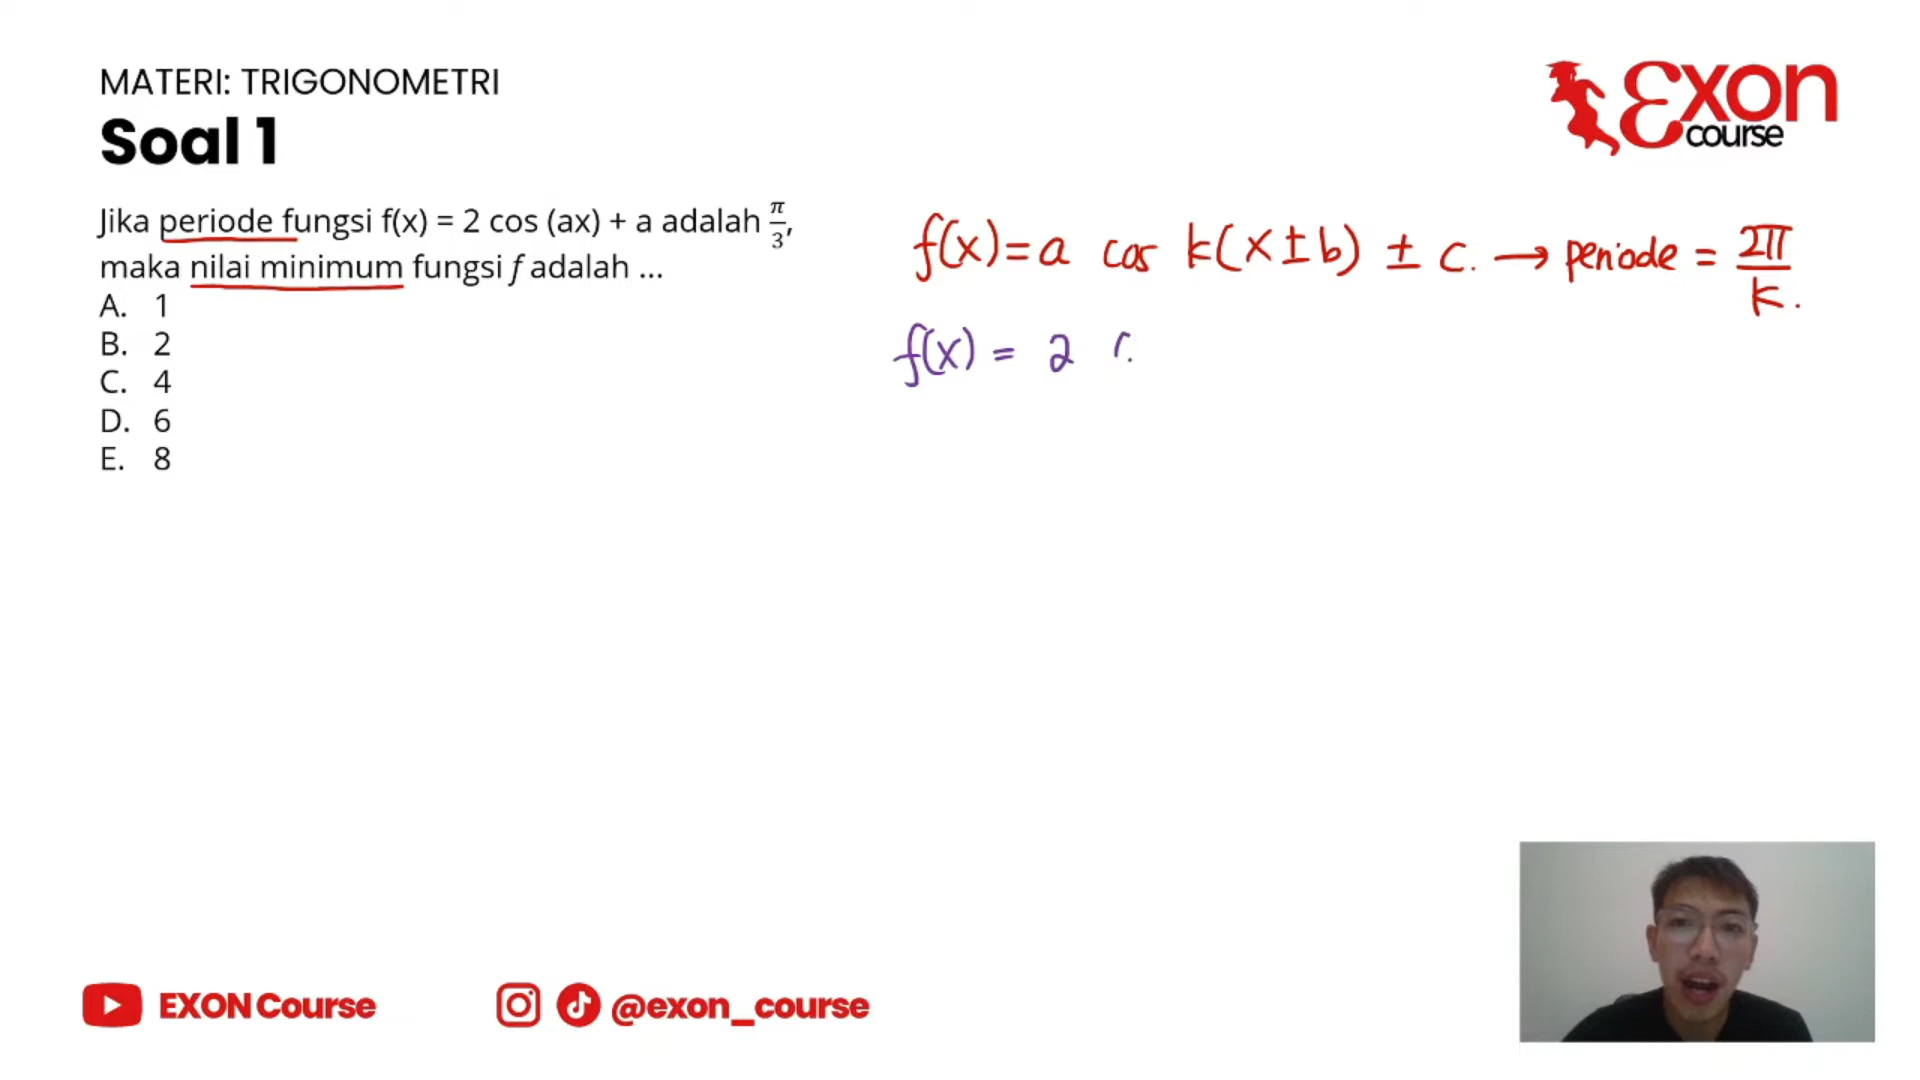 MATERI: TRIGONOMETRI
Soal 1
Exon
course
Jika periode fungsi f(x) = 2 cos (ax) + a adalah π/3,
maka nilai minimum fungsi f adalah ...
A. 1
B. 2
C. 4
D. 6
E. 8
f(x) = a cos k(x ± b) ± c. → periode = 2π/k.
f(x) = 2
EXON Course
@exon_course